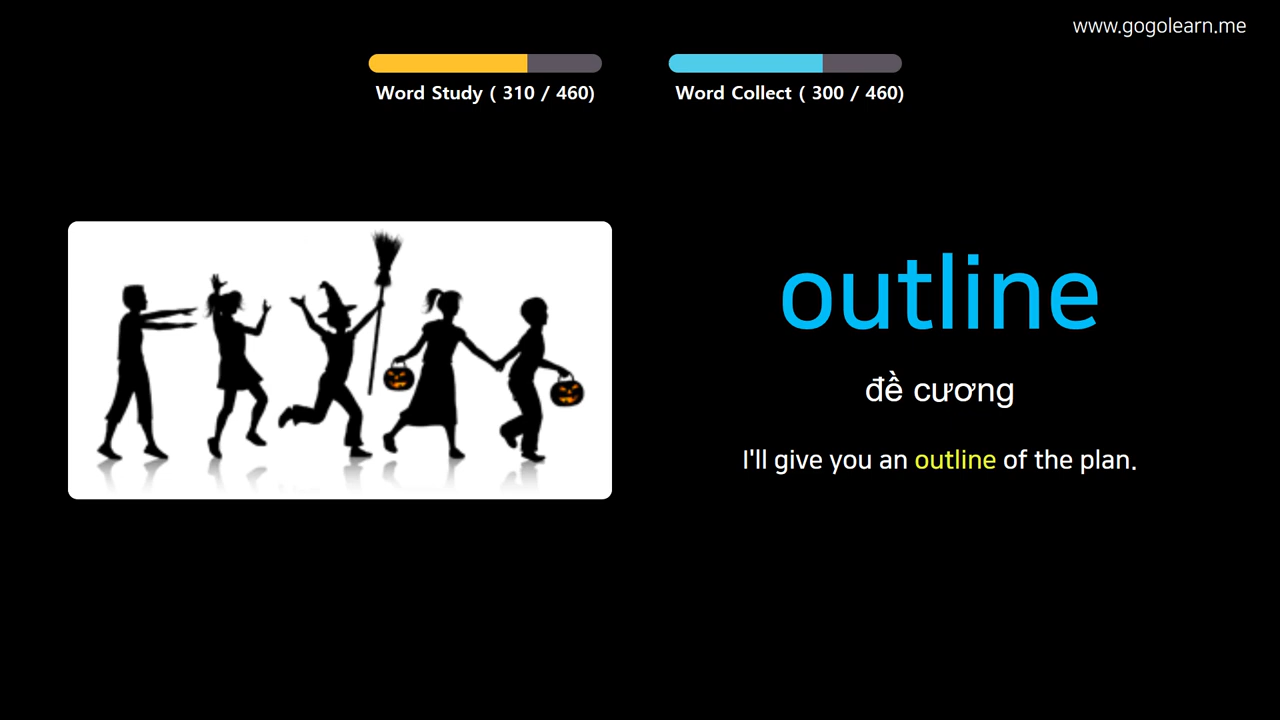 www.gogolearn.me
Word Study ( 310 / 460)
Word Collect ( 300 / 460)
outline
đề cương
I'll give you an outline of the plan.